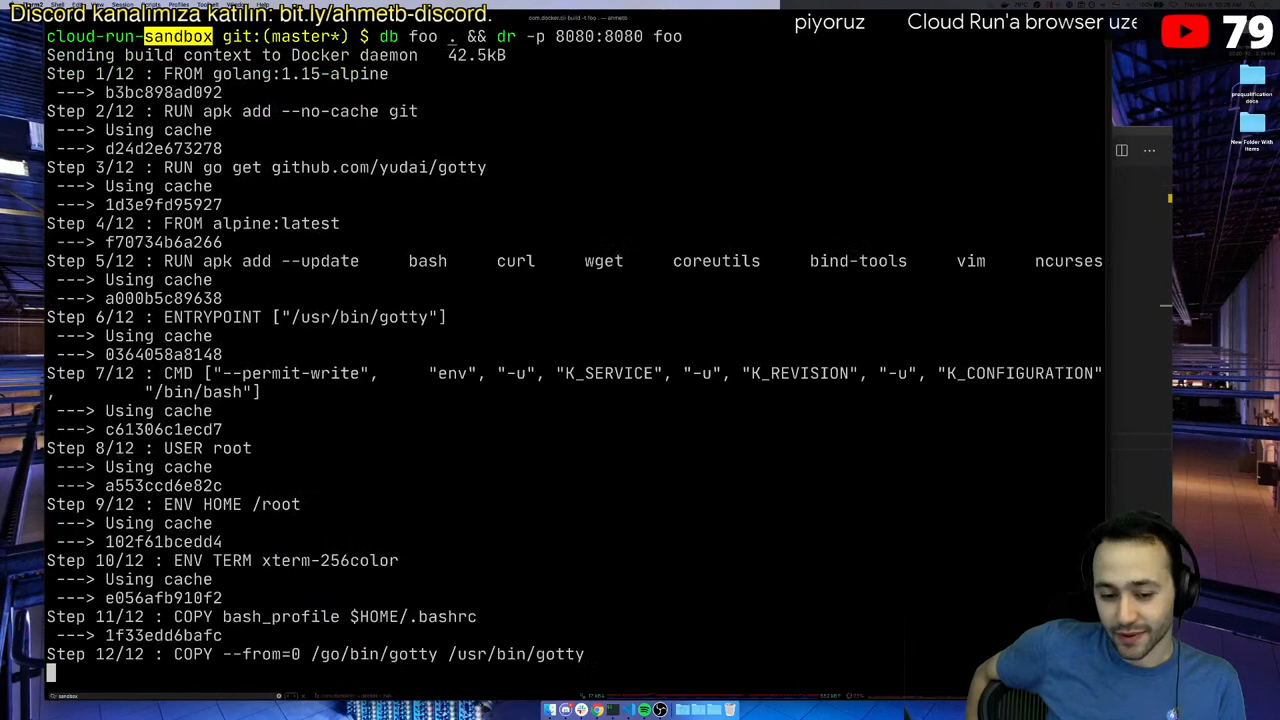 Discord kanalımıza katılın: bit.ly/ahmetb-discord.
piyoruz Cloud Run'a browser üze
79
cloud-run-sandbox git:(master*) $ db foo . && dr -p 8080:8080 foo
Sending build context to Docker daemon 42.5kB
Step 1/12 : FROM golang:1.15-alpine
---> b3bc898ad092
Step 2/12 : RUN apk add --no-cache git
---> Using cache
---> d24d2e673278
Step 3/12 : RUN go get github.com/yudai/gotty
---> Using cache
---> 1d3e9fd95927
Step 4/12 : FROM alpine:latest
---> f70734b6a266
Step 5/12 : RUN apk add --update bash curl wget coreutils bind-tools vim ncurses
---> Using cache
---> a000b5c89638
Step 6/12 : ENTRYPOINT ["/usr/bin/gotty"]
---> Using cache
---> 0364058a8148
Step 7/12 : CMD ["--permit-write", "env", "-u", "K_SERVICE", "-u", "K_REVISION", "-u", "K_CONFIGURATION"
, "/bin/bash"]
---> Using cache
---> c61306c1ecd7
Step 8/12 : USER root
---> Using cache
---> a553ccd6e82c
Step 9/12 : ENV HOME /root
---> Using cache
---> 102f61bcedd4
Step 10/12 : ENV TERM xterm-256color
---> Using cache
---> e056afb910f2
Step 11/12 : COPY bash_profile $HOME/.bashrc
---> 1f33edd6bafc
Step 12/12 : COPY --from=0 /go/bin/gotty /usr/bin/gotty
prequalification
docs
New Folder With
Items
sandbox